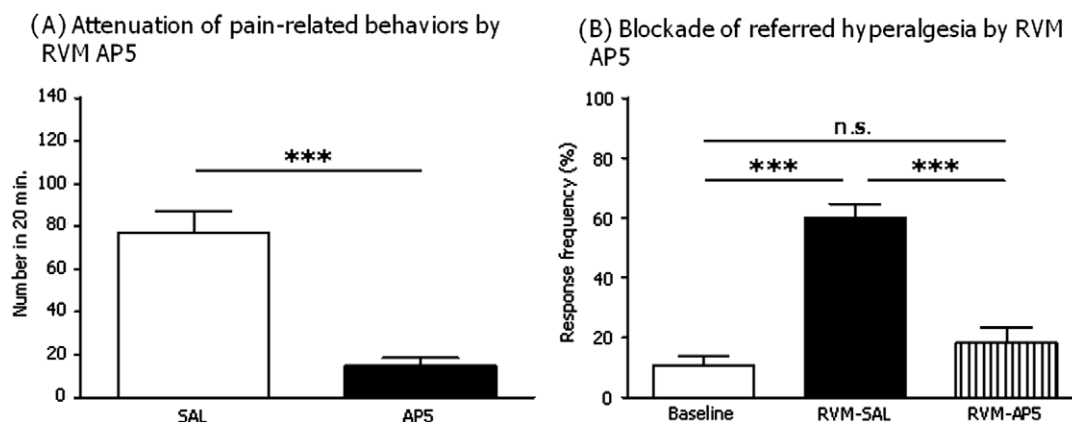 (A) Attenuation of pain-related behaviors by
RVM AP5
140
120
100
80
60
40
20
0
Number in 20 min.
***
SAL
AP5
(B) Blockade of referred hyperalgesia by RVM
AP5
100
80
60
40
20
0
Response frequency (%)
n.s.
*** ***
Baseline
RVM-SAL
RVM-AP5